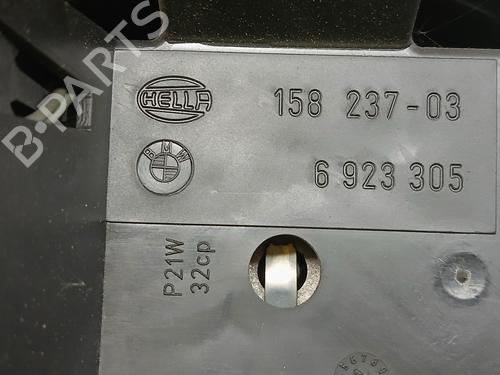 HELLA 158 237-03
BMW 6 923 305
P21W
32cp
B-PARTS